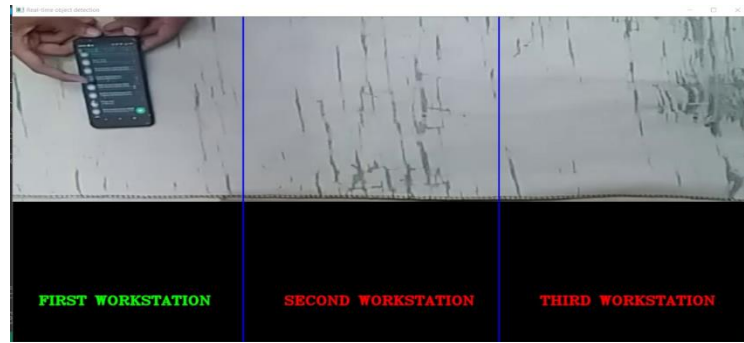 Real-time object detection
FIRST WORKSTATION
SECOND WORKSTATION
THIRD WORKSTATION